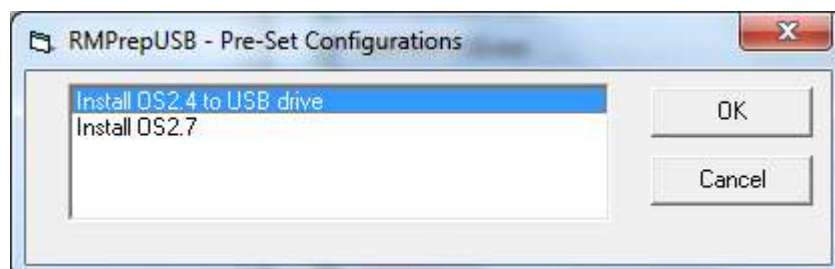 RMPrepUSB - Pre-Set Configurations
Install OS2.4 to USB drive
Install OS2.7
OK
Cancel